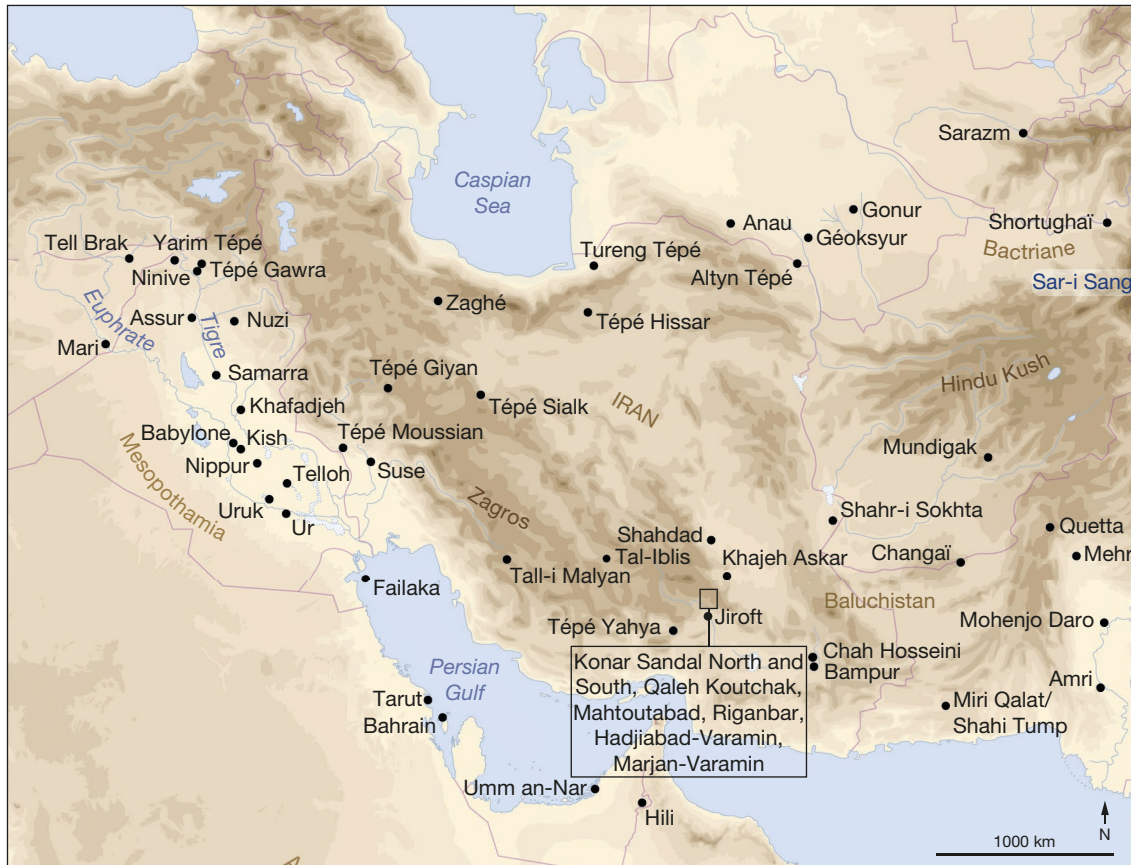 Sarazm
Caspian
Sea
Gonur
Anau
Shortughaï
Géoksyur
Bactriane
Tell Brak
Yarim Tépé
Tureng Tépé
Altyn Tépé
Ninive
Tépé Gawra
Sar-i Sang
Zaghé
Euphrate
Tigre
Assur
Nuzi
Tépé Hissar
Mari
Samarra
Tépé Giyan
Hindu Kush
Tépé Sialk
IRAN
Khafadjeh
Babylone
Kish
Tépé Moussian
Mundigak
Mesopothamia
Nippur
Telloh
Suse
Uruk
Ur
Zagros
Shahr-i Sokhta
Quetta
Shahdad
Tal-Iblis
Khajeh Askar
Changaï
Mehr
Tall-i Malyan
Failaka
Baluchistan
Jiroft
Tépé Yahya
Mohenjo Daro
Konar Sandal North and
South, Qaleh Koutchak,
Mahtoutabad, Riganbar,
Hadjiabad-Varamin,
Marjan-Varamin
Chah Hosseini
Bampur
Persian
Gulf
Amri
Tarut
Bahrain
Miri Qalat/
Shahi Tump
Umm an-Nar
Hili
N
1000 km